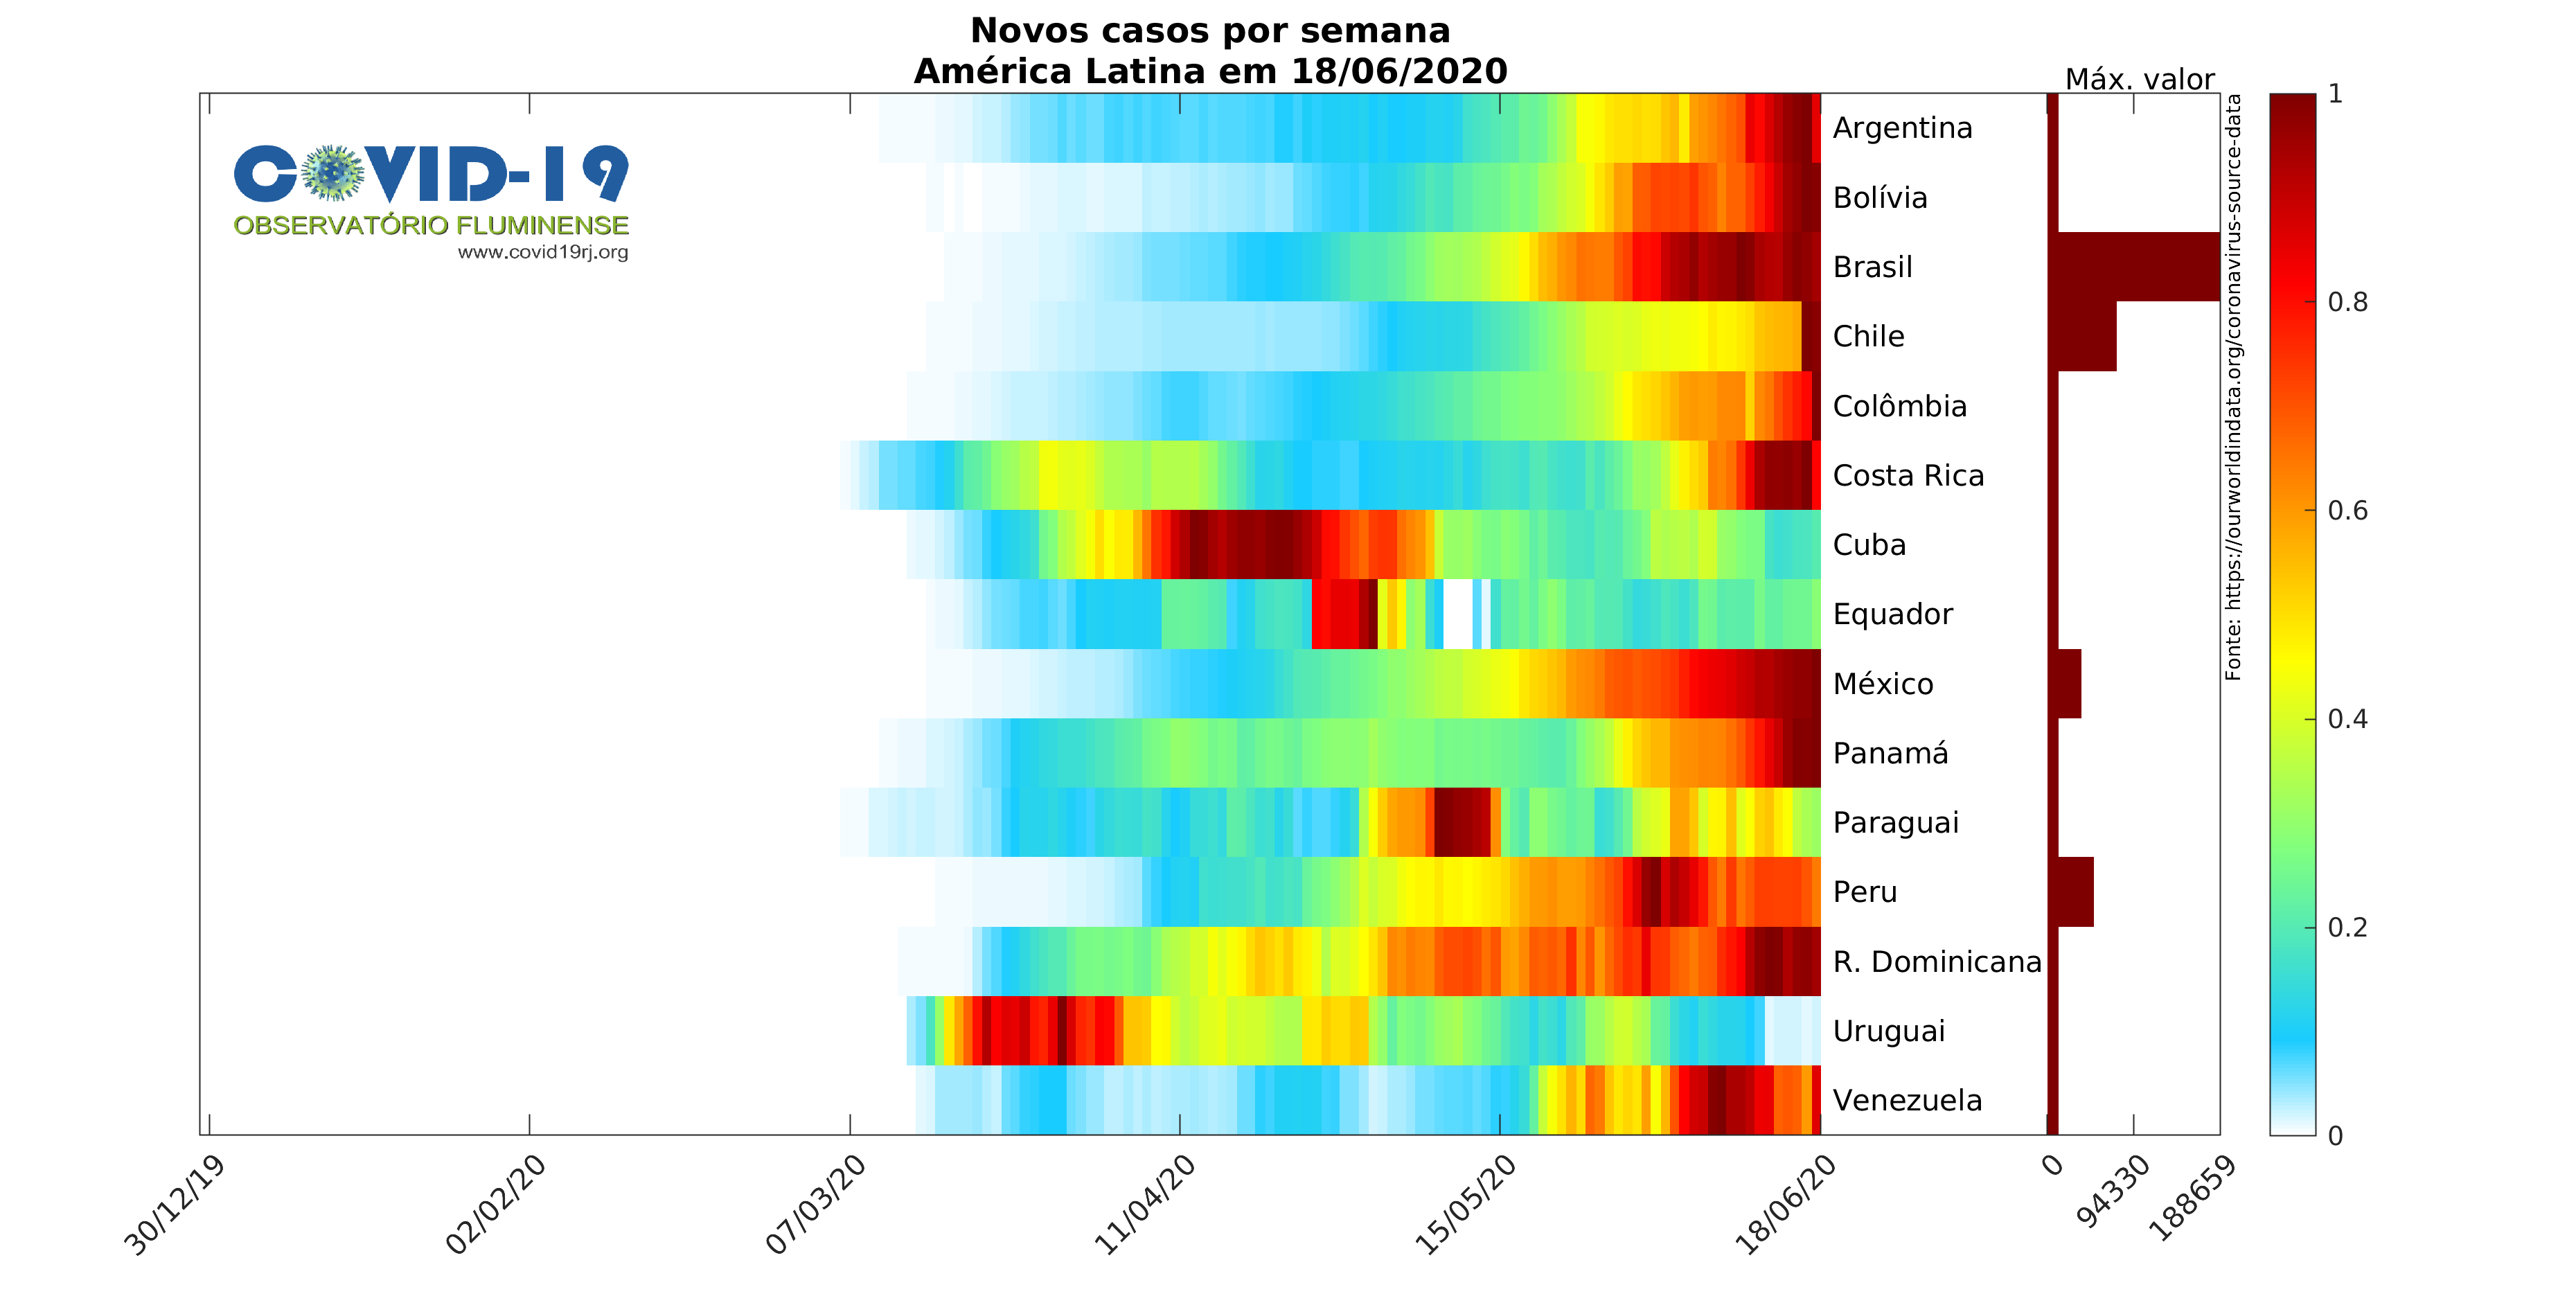 Novos casos por semana
América Latina em 18/06/2020
Máx. valor
COVID-19
OBSERVATÓRIO FLUMINENSE
www.covid19rj.org
Argentina
Bolívia
Brasil
Chile
Colômbia
Costa Rica
Cuba
Equador
México
Panamá
Paraguai
Peru
R. Dominicana
Uruguai
Venezuela
Fonte: https://ourworldindata.org/coronavirus-source-data
1
0.8
0.6
0.4
0.2
0
30/12/19
02/02/20
07/03/20
11/04/20
15/05/20
18/06/20
0
94330
188659